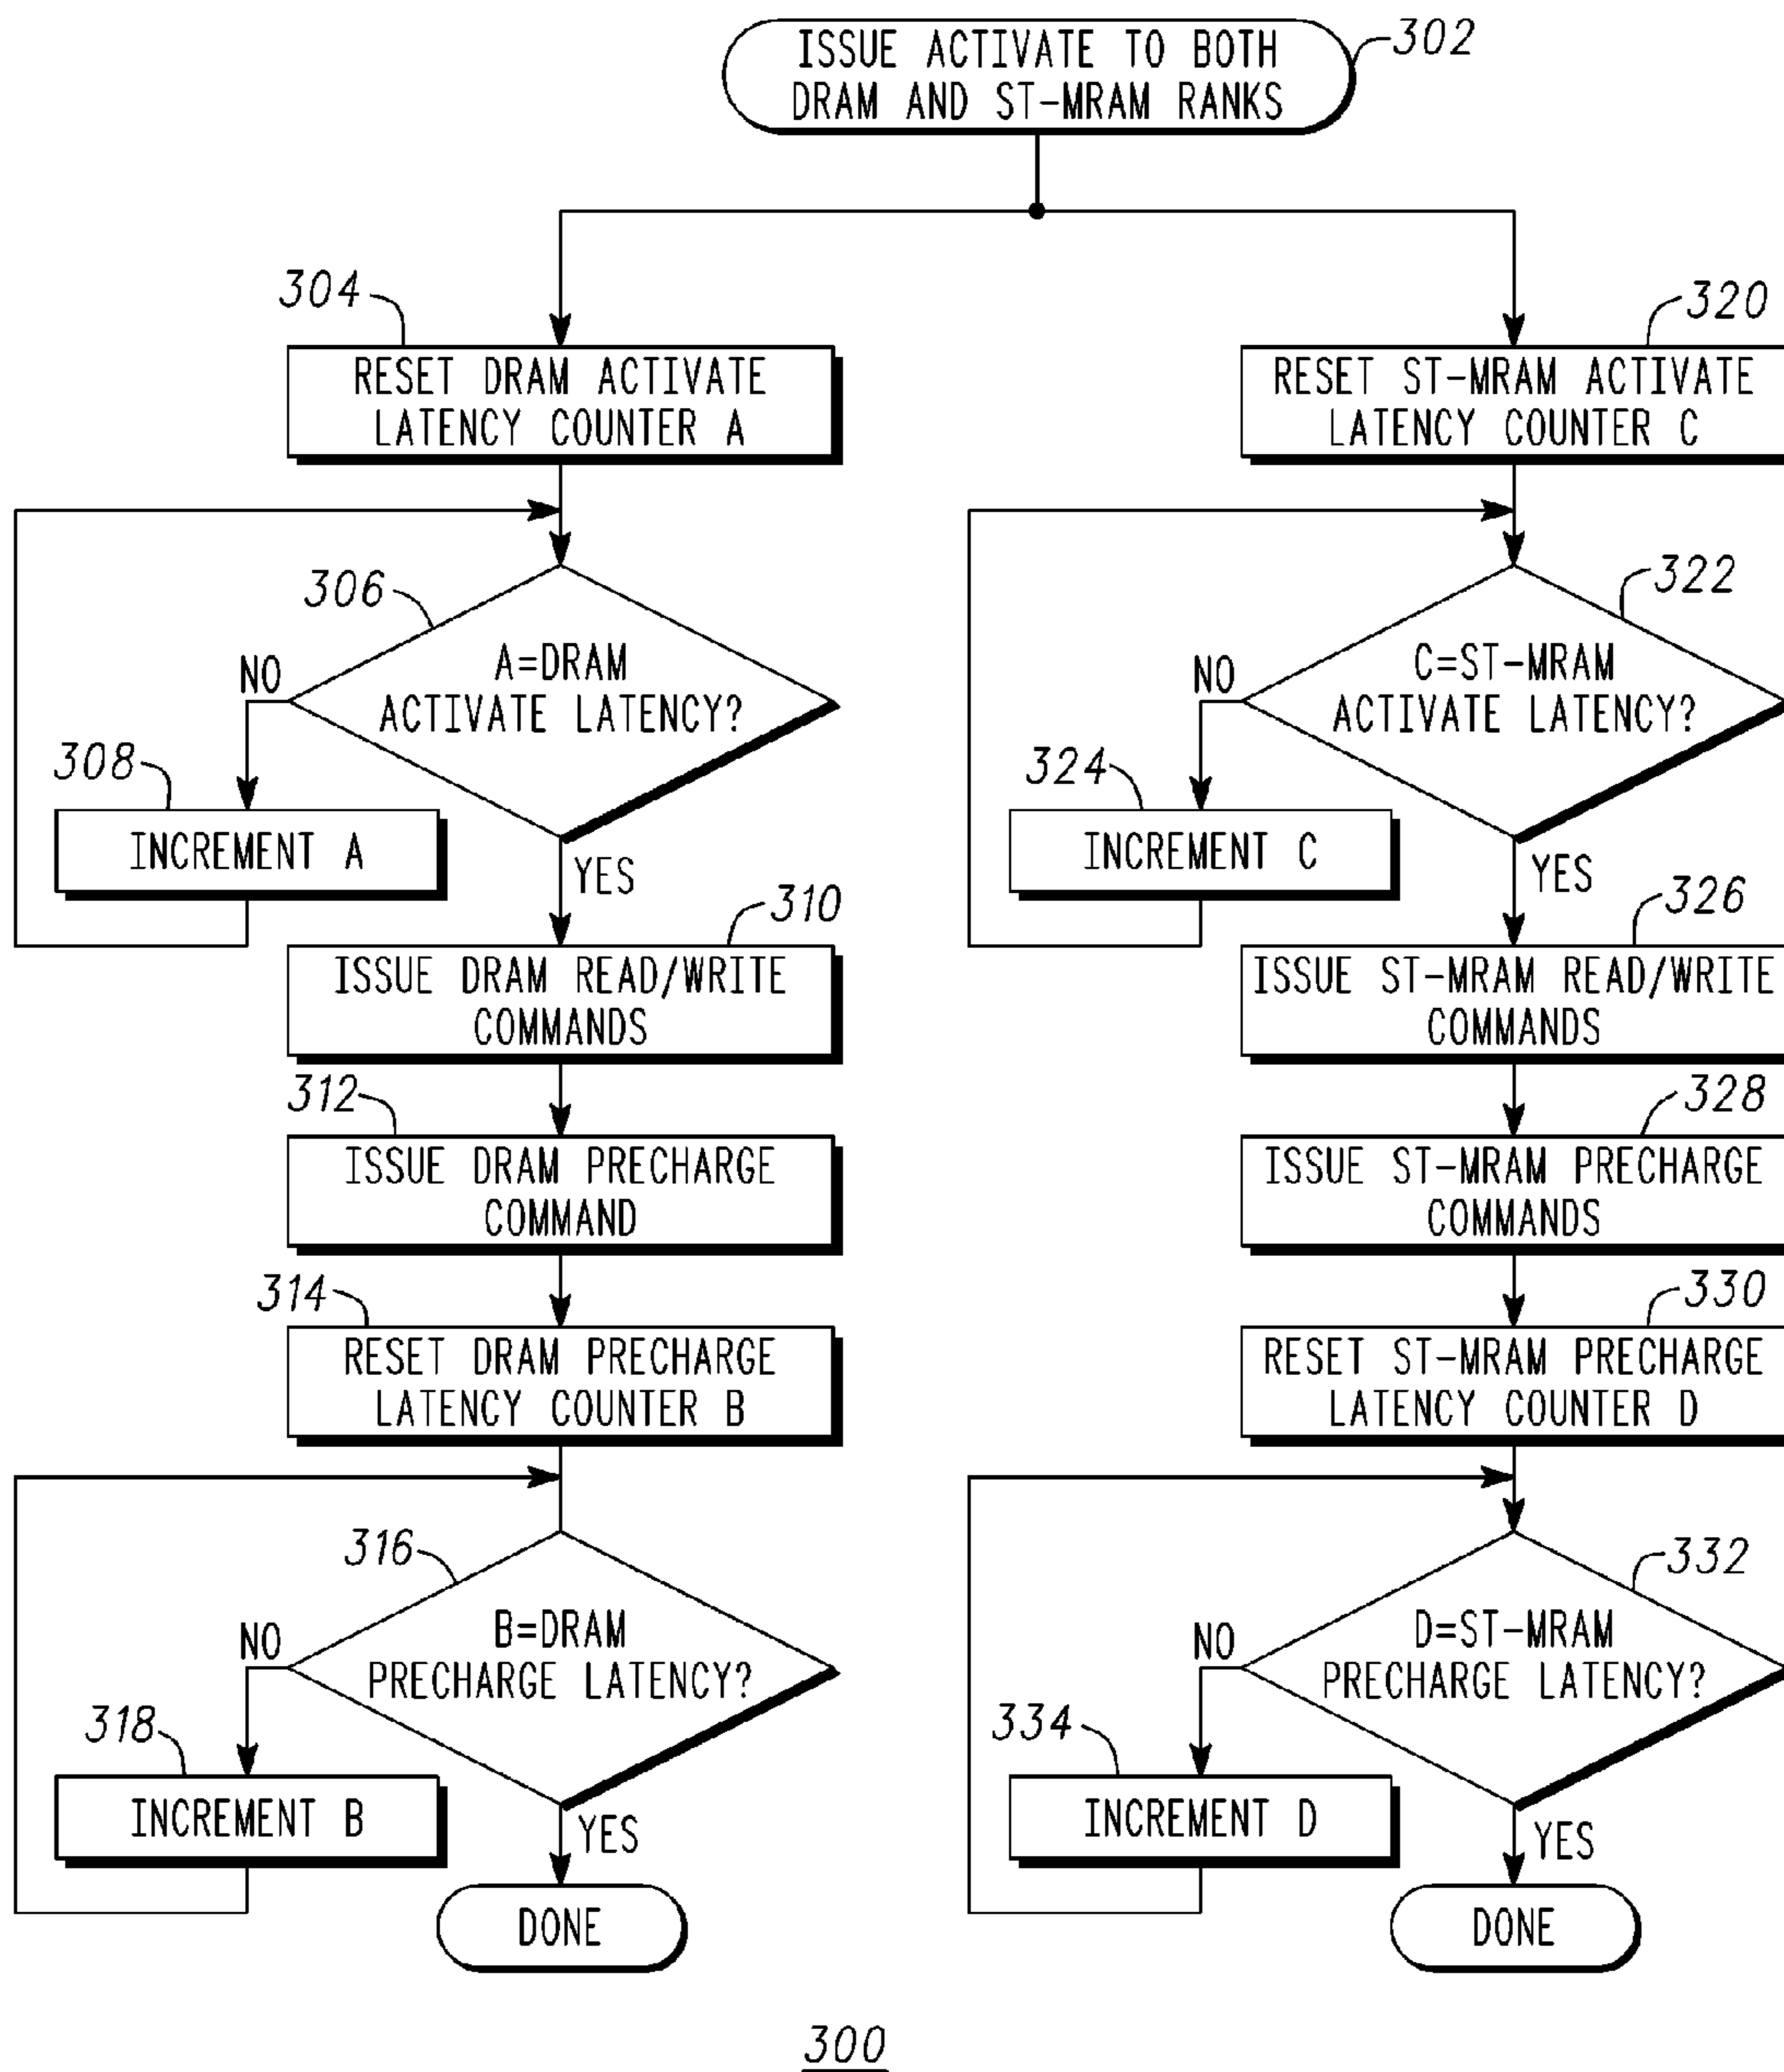 ISSUE ACTIVATE TO BOTH
DRAM AND ST-MRAM RANKS
302
304
RESET DRAM ACTIVATE
LATENCY COUNTER A
306
A=DRAM
ACTIVATE LATENCY?
NO
308
INCREMENT A
YES
310
ISSUE DRAM READ/WRITE
COMMANDS
312
ISSUE DRAM PRECHARGE
COMMAND
314
RESET DRAM PRECHARGE
LATENCY COUNTER B
316
B=DRAM
PRECHARGE LATENCY?
NO
318
INCREMENT B
YES
DONE
320
RESET ST-MRAM ACTIVATE
LATENCY COUNTER C
322
C=ST-MRAM
ACTIVATE LATENCY?
NO
324
INCREMENT C
YES
326
ISSUE ST-MRAM READ/WRITE
COMMANDS
328
ISSUE ST-MRAM PRECHARGE
COMMANDS
330
RESET ST-MRAM PRECHARGE
LATENCY COUNTER D
332
D=ST-MRAM
PRECHARGE LATENCY?
NO
334
INCREMENT D
YES
DONE
300